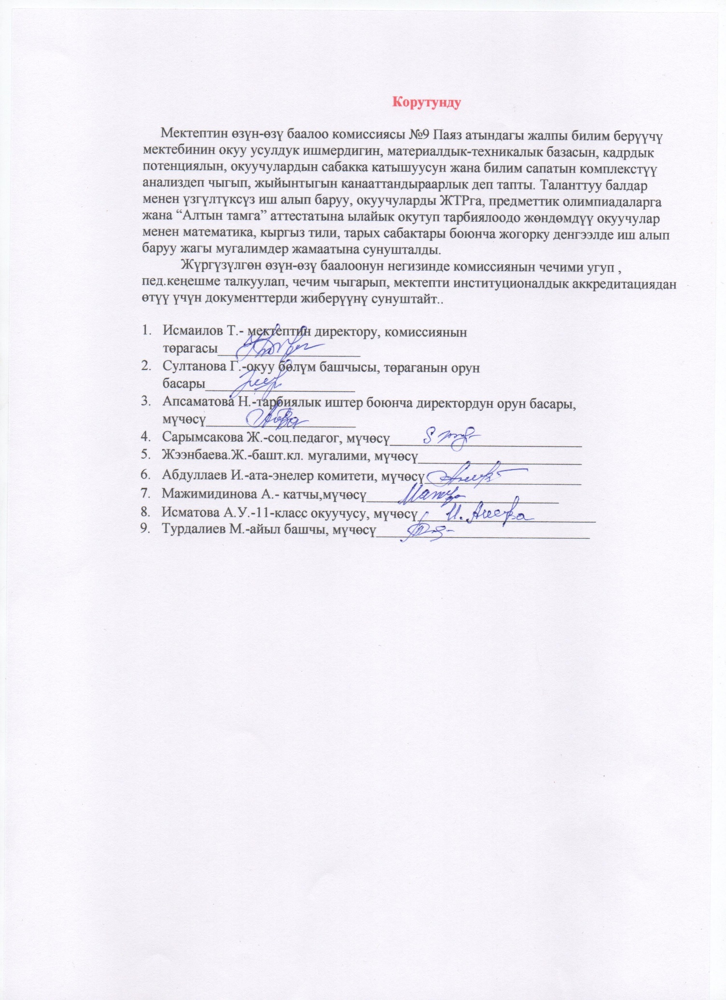 Корутунду
Мектептин өзүн-өзү баалоо комиссиясы №9 Паяз атындагы жалпы билим берүүчү
мектебинин окуу усулдук ишмердигин, материалдык-техникалык базасын, кадрдык
потенциялын, окуучулардын сабакка катышуусун жана билим сапатын комплекстүү
анализдеп чыгып, жыйынтыгын канааттандыраарлык деп тапты. Таланттуу балдар
менен үзгүлтүксүз иш алып баруу, окуучуларды ЖТРга, предметтик олимпиадаларга
жана “Алтын тамга” аттестатына ылайык окутуп тарбиялоодо жөндөмдүү окуучулар
менен математика, кыргыз тили, тарых сабактары боюнча жогорку денгээлде иш алып
баруу жагы мугалимдер жамаатына сунушталды.
Жүргүзүлгөн өзүн-өзү баалоонун негизинде комиссиянын чечими угуп ,
пед.кеңешме талкуулап, чечим чыгарып, мектепти институционалдык аккредитациядан
өтүү үчүн документтерди жиберүүнү сунуштайт..
1. Исмаилов Т.- мектептин директору, комиссиянын
төрагасы_____________________
2. Султанова Г.-окуу бөлүм башчысы, төраганын орун
басары______________________
3. Апсаматова Н.-тарбиялык иштер боюнча директордун орун басары,
мүчөсү______________________
4. Сарымсакова Ж.-соц.педагог, мүчөсү____________________________
5. Жээнбаева.Ж.-башт.кл. мугалими, мүчөсү________________________
6. Абдуллаев И.-ата-энелер комитети, мүчөсү_______________________
7. Мажимидинова А.- катчы,мүчөсү____________________________
8. Исматова А.У.-11-класс окуучусу, мүчөсү__________________________
9. Турдалиев М.-айыл башчы, мүчөсү_______________________________